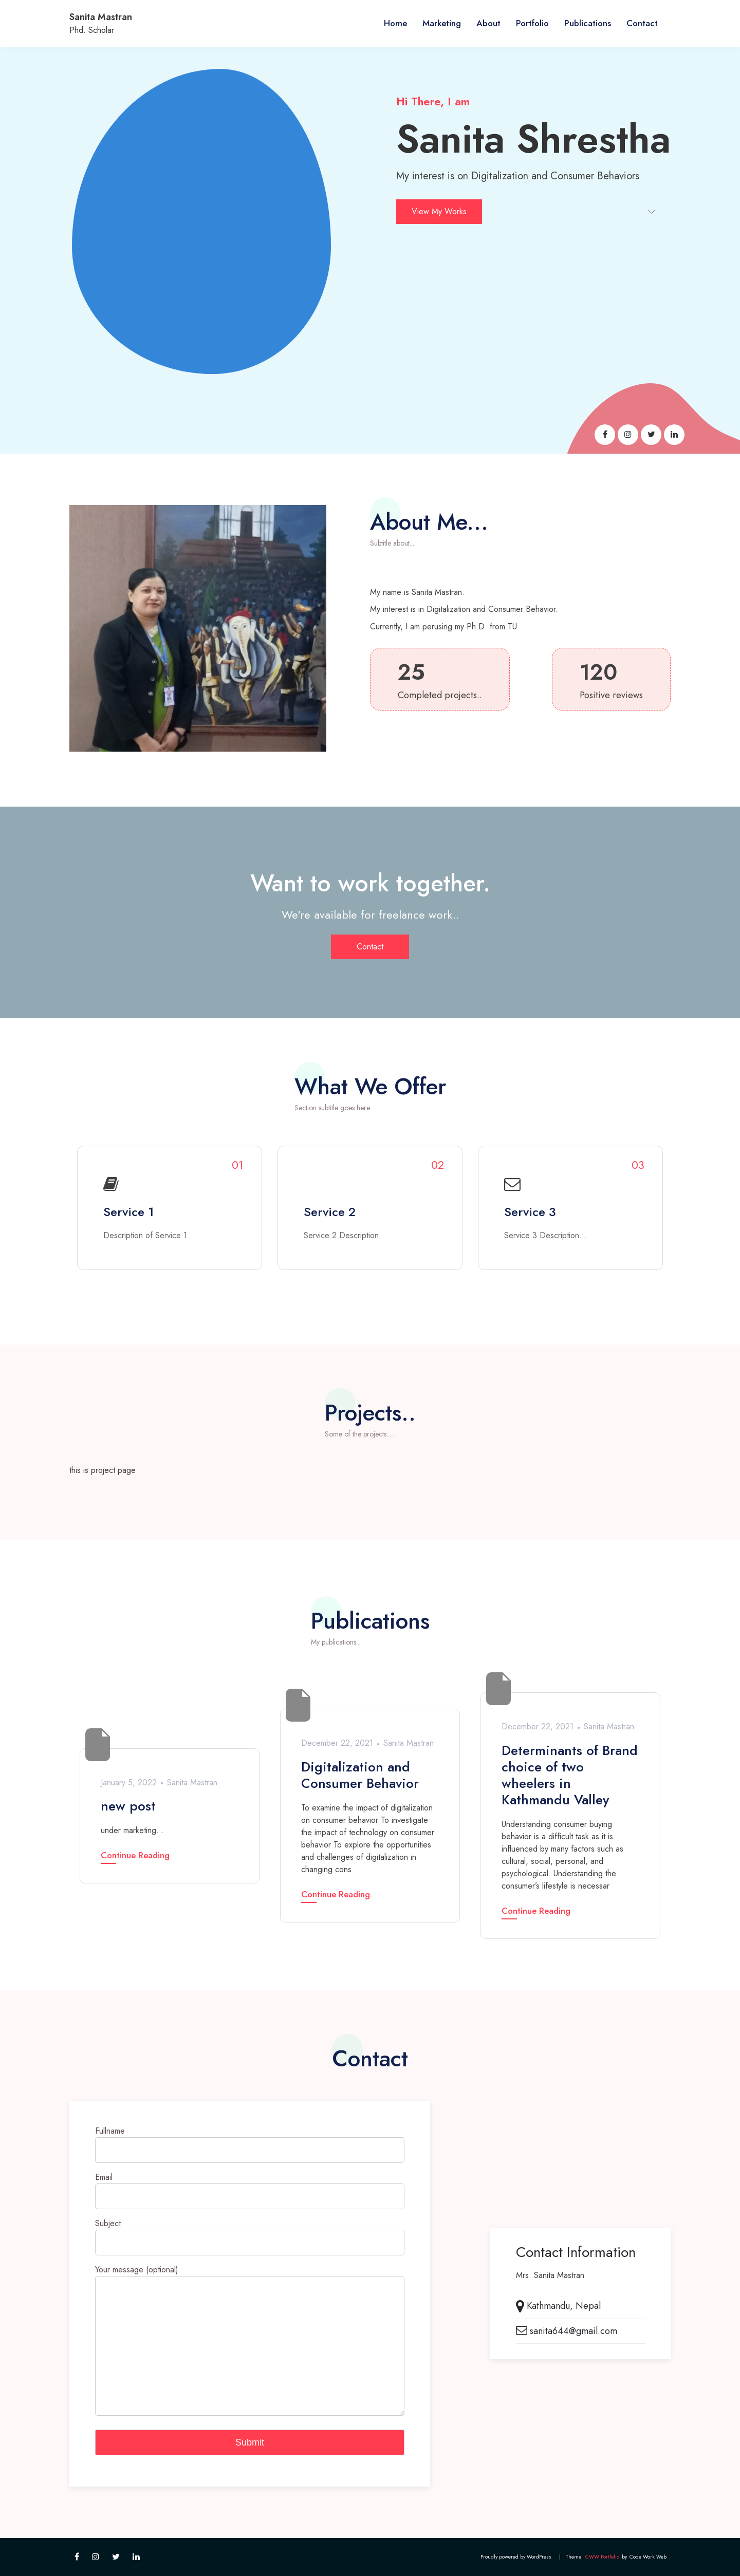 Sanita Mastran
Phd. Scholar
Home Marketing About Portfolio Publications Contact
Hi There, I am
Sanita Shrestha
My interest is on Digitalization and Consumer Behaviors
View My Works
About Me...
Subtitle about...
My name is Sanita Mastran.
My interest is in Digitalization and Consumer Behavior.
Currently, I am perusing my Ph.D. from TU
25
Completed projects..
120
Positive reviews
Want to work together.
We're available for freelance work..
Contact
What We Offer
Section subtitle goes here..
01
Service 1
Description of Service 1
02
Service 2
Service 2 Description
03
Service 3
Service 3 Description...
Projects..
Some of the projects....
this is project page
Publications
My publications..
January 5, 2022 • Sanita Mastran
new post
under marketing...
Continue Reading
December 22, 2021 • Sanita Mastran
Digitalization and
Consumer Behavior
To examine the impact of digitalization
on consumer behavior To investigate
the impact of technology on consumer
behavior To explore the opportunities
and challenges of digitalization in
changing cons
Continue Reading
December 22, 2021 • Sanita Mastran
Determinants of Brand
choice of two
wheelers in
Kathmandu Valley
Understanding consumer buying
behavior is a difficult task as it is
influenced by many factors such as
cultural, social, personal, and
psychological. Understanding the
consumer's lifestyle is necessar
Continue Reading
Contact
Fullname
Email
Subject
Your message (optional)
Submit
Contact Information
Mrs. Sanita Mastran
Kathmandu, Nepal
sanita644@gmail.com
Proudly powered by WordPress | Theme: CWW Portfolio by Code Work Web .